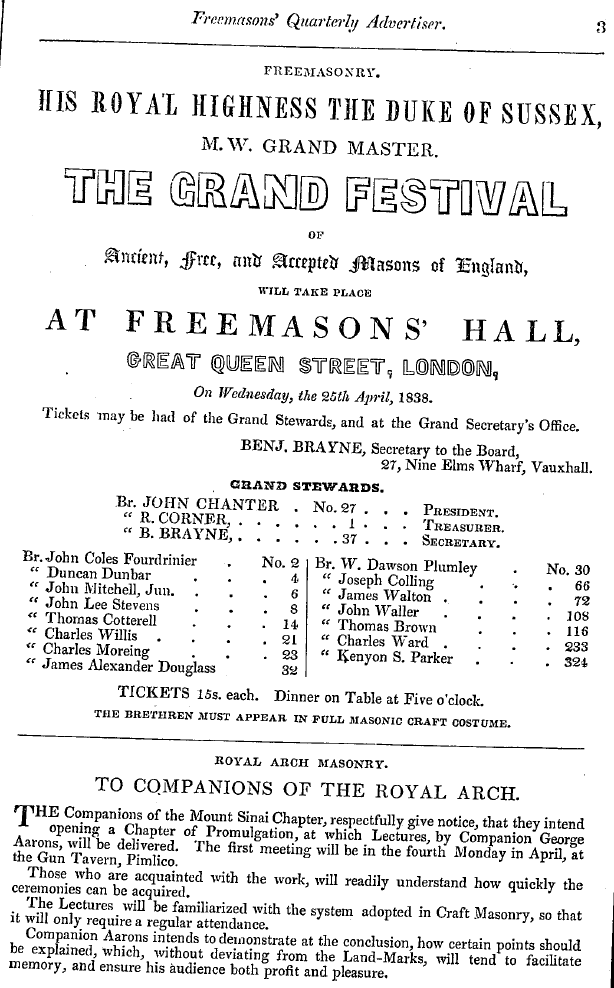 Freemasons' Quarterly Advertiser. 3
FREEMASONRY.
HIS ROYAL HIGHNESS THE DUKE OF SUSSEX,
M. W. GRAND MASTER.
THE GRAND FESTIVAL
OF
Ancient, Free, and Accepted Masons of England,
WILL TAKE PLACE
AT FREEMASONS' HALL,
GREAT QUEEN STREET, LONDON,
On Wednesday, the 25th April, 1838.
Tickets may be had of the Grand Stewards, and at the Grand Secretary's Office.
BENJ. BRAYNE, Secretary to the Board,
27, Nine Elms Wharf, Vauxhall.
GRAND STEWARDS.
Br. JOHN CHANTER . No. 27 . . . PRESIDENT.
“ R. CORNER, . . . . . . 1 . . . TREASURER.
“ B. BRAYNE, . . . . . . 37 . . . SECRETARY.
Br. John Coles Fourdrinier . No. 2
“ Duncan Dunbar . . . 4
“ John Mitchell, Jun. . . . 6
“ John Lee Stevens . . . 8
“ Thomas Cotterell . . . 14
“ Charles Willis . . . . 21
“ Charles Moreing . . . 23
“ James Alexander Douglass 32
Br. W. Dawson Plumley . No. 30
“ Joseph Colling . . . 66
“ James Walton . . . . 72
“ John Waller . . . 108
“ Thomas Brown . . . 116
“ Charles Ward . . . . 233
“ Kenyon S. Parker . . . 324
TICKETS 15s. each. Dinner on Table at Five o'clock.
THE BRETHREN MUST APPEAR IN FULL MASONIC CRAFT COSTUME.
ROYAL ARCH MASONRY.
TO COMPANIONS OF THE ROYAL ARCH.
THE Companions of the Mount Sinai Chapter, respectfully give notice, that they intend
opening a Chapter of Promulgation, at which Lectures, by Companion George
Aarons, will be delivered. The first meeting will be in the fourth Monday in April, at
the Gun Tavern, Pimlico.
Those who are acquainted with the work, will readily understand how quickly the
ceremonies can be acquired.
The Lectures will be familiarized with the system adopted in Craft Masonry, so that
it will only require a regular attendance.
Companion Aarons intends to demonstrate at the conclusion, how certain points should
be explained, which, without deviating from the Land-Marks, will tend to facilitate
memory, and ensure his audience both profit and pleasure.